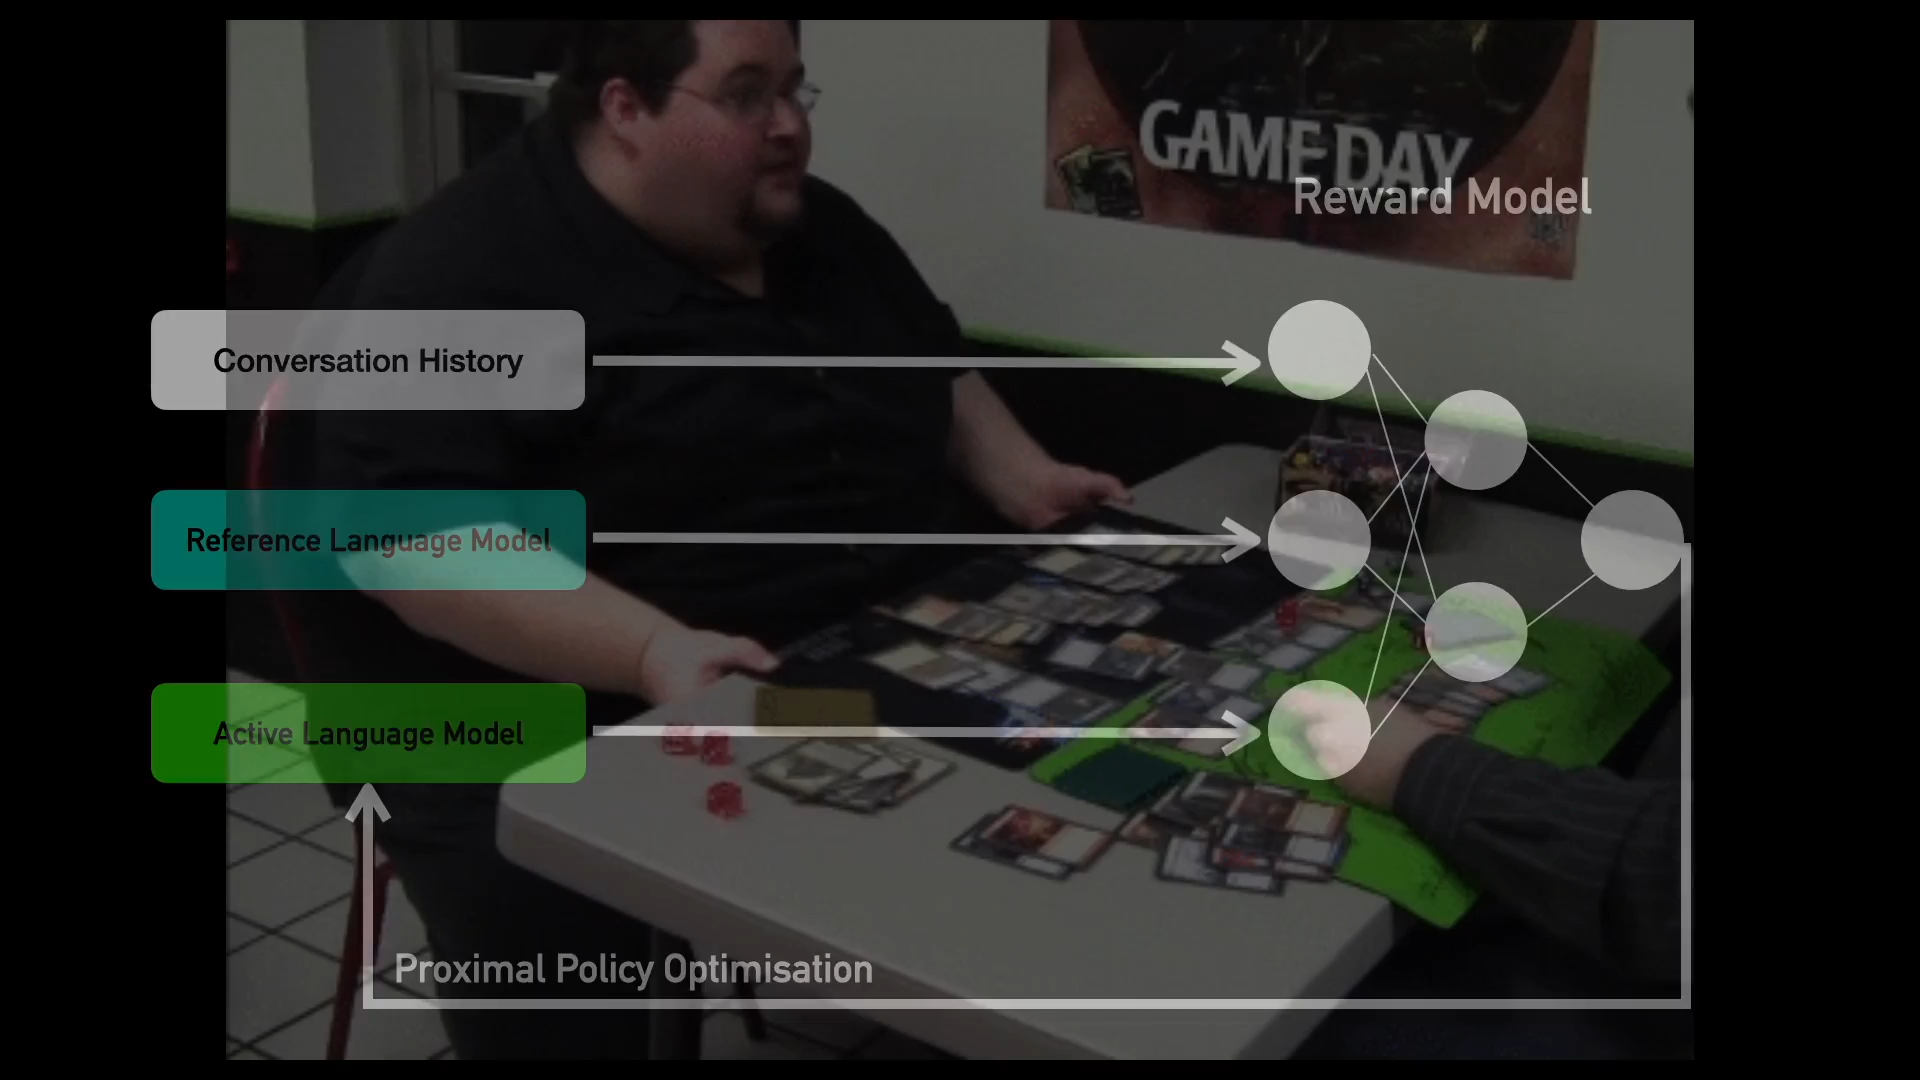 GAME DAY
Reward Model
Conversation History
Reference Language Model
Active Language Model
Proximal Policy Optimisation